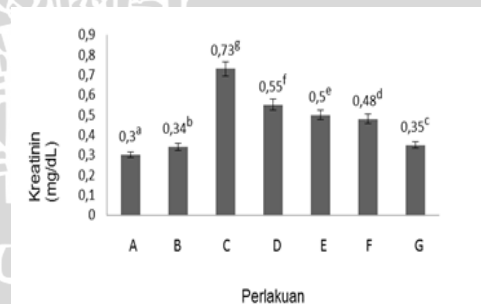 0,9
0,8
0,7
0,6
0,5
0,4
0,3
0,2
0,1
0
Kreatinin
(mg/dL)
0,3ᵃ
0,34ᵇ
0,73ᵍ
0,55ᶠ
0,5ᵉ
0,48ᵈ
0,35ᶜ
A B C D E F G
Perlakuan